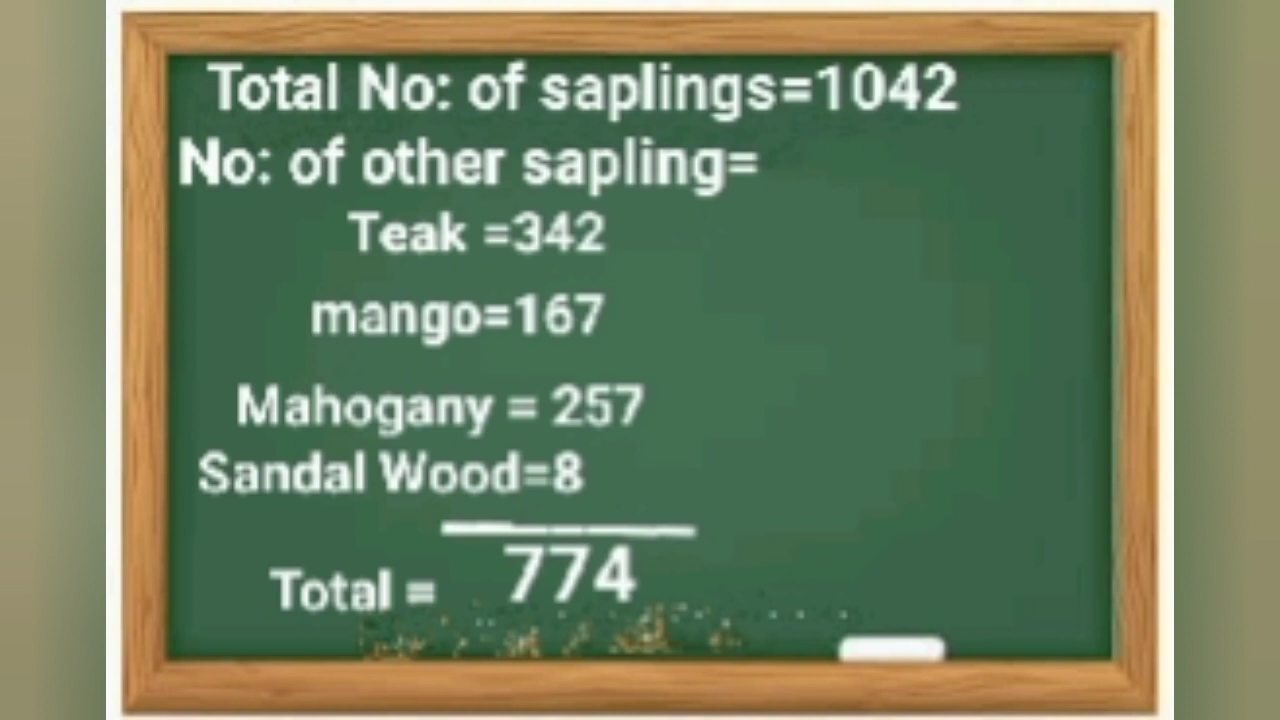 Total No: of saplings=1042
No: of other sapling=
Teak =342
mango=167
Mahogany = 257
Sandal Wood=8
774
Total =